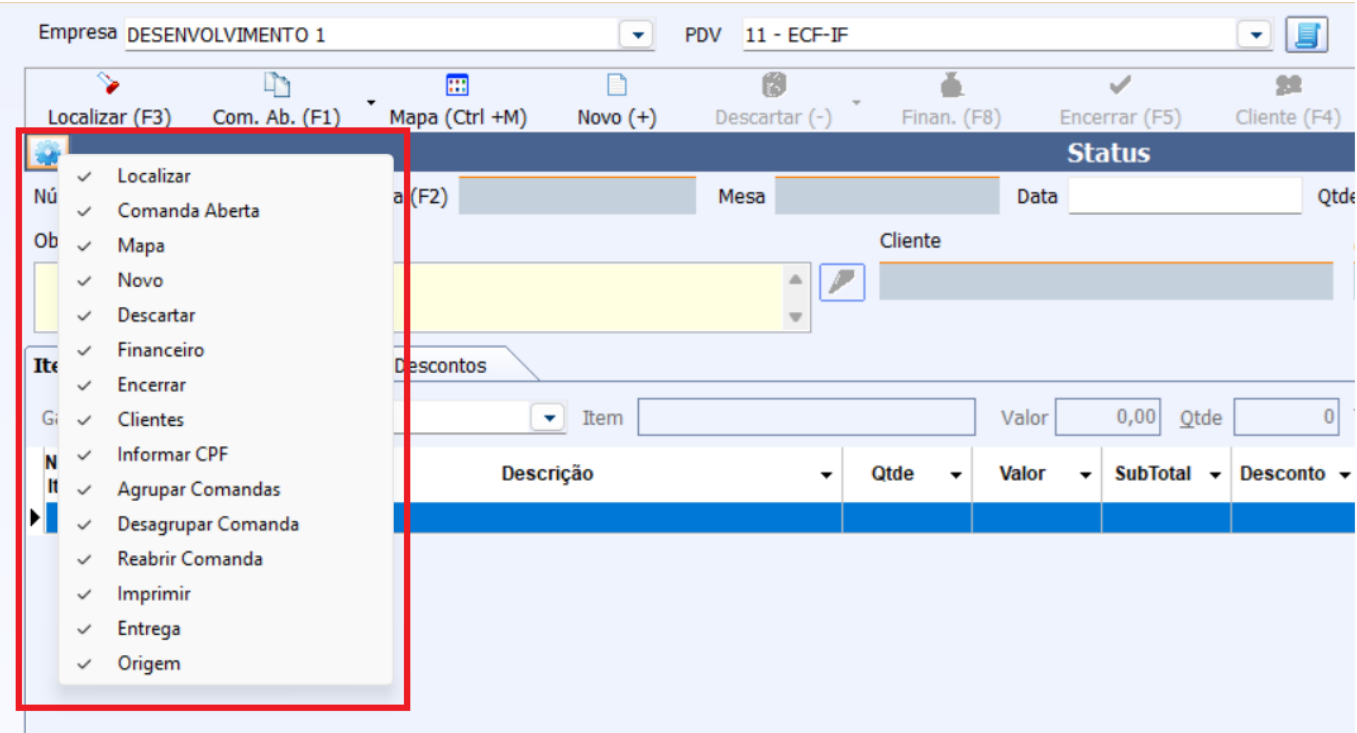 Empresa DESENVOLVIMENTO 1 PDV 11 - ECF-IF
Localizar (F3) Com. Ab. (F1) Mapa (Ctrl +M) Novo (+) Descartar (-) Finan. (F8) Encerrar (F5) Cliente (F4)
Status
(F2) Mesa Data
Cliente
Localizar
Comanda Aberta
Mapa
Novo
Descartar
Financeiro
Encerrar
Clientes
Informar CPF
Agrupar Comandas
Desagrupar Comanda
Reabrir Comanda
Imprimir
Entrega
Origem
Descontos
Item Valor 0,00 Qtde 0
Descrição Qtde Valor SubTotal Desconto